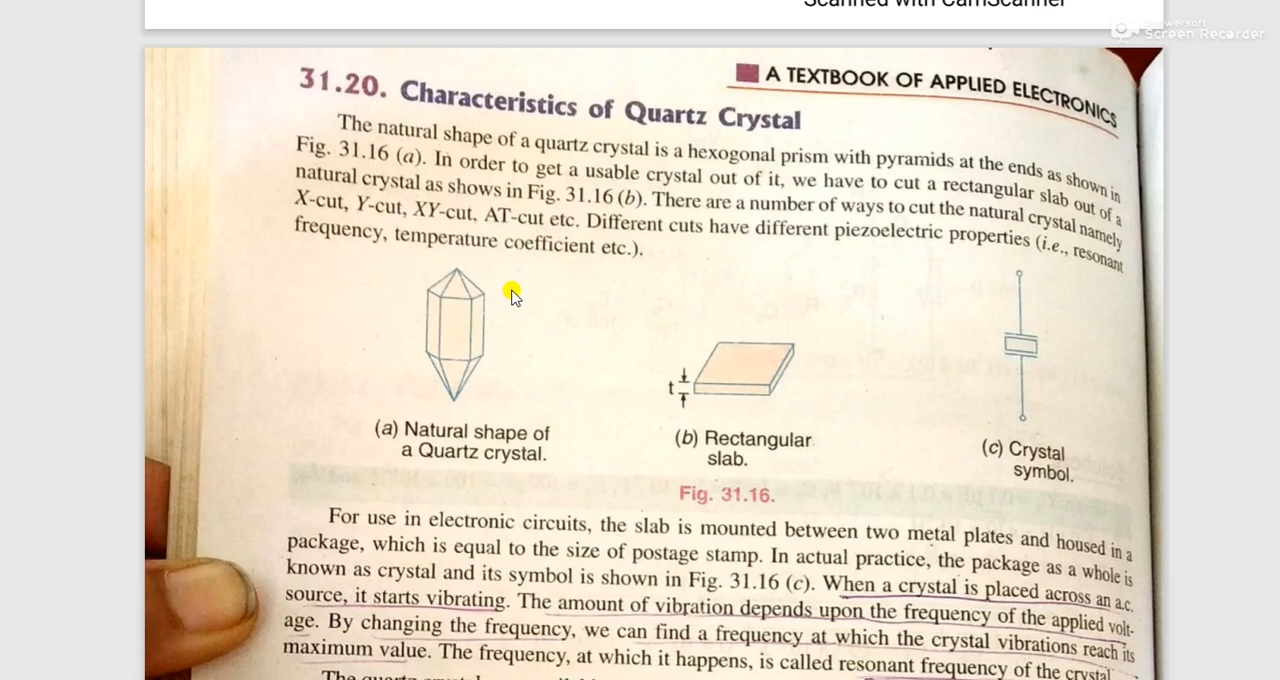 Scanned with CamScanner
Screen Recorder
A TEXTBOOK OF APPLIED ELECTRONICS
31.20. Characteristics of Quartz Crystal
The natural shape of a quartz crystal is a hexogonal prism with pyramids at the ends as shown in
Fig. 31.16 (a). In order to get a usable crystal out of it, we have to cut a rectangular slab out of a
natural crystal as shows in Fig. 31.16 (b). There are a number of ways to cut the natural crystal namely
X-cut, Y-cut, XY-cut, AT-cut etc. Different cuts have different piezoelectric properties (i.e., resonant
frequency, temperature coefficient etc.).
t
(a) Natural shape of
a Quartz crystal.
(b) Rectangular
slab.
(c) Crystal
symbol.
Fig. 31.16.
For use in electronic circuits, the slab is mounted between two metal plates and housed in a
package, which is equal to the size of postage stamp. In actual practice, the package as a whole is
known as crystal and its symbol is shown in Fig. 31.16 (c). When a crystal is placed across an a.c.
source, it starts vibrating. The amount of vibration depends upon the frequency of the applied volt-
age. By changing the frequency, we can find a frequency at which the crystal vibrations reach its
maximum value. The frequency, at which it happens, is called resonant frequency of the crystal